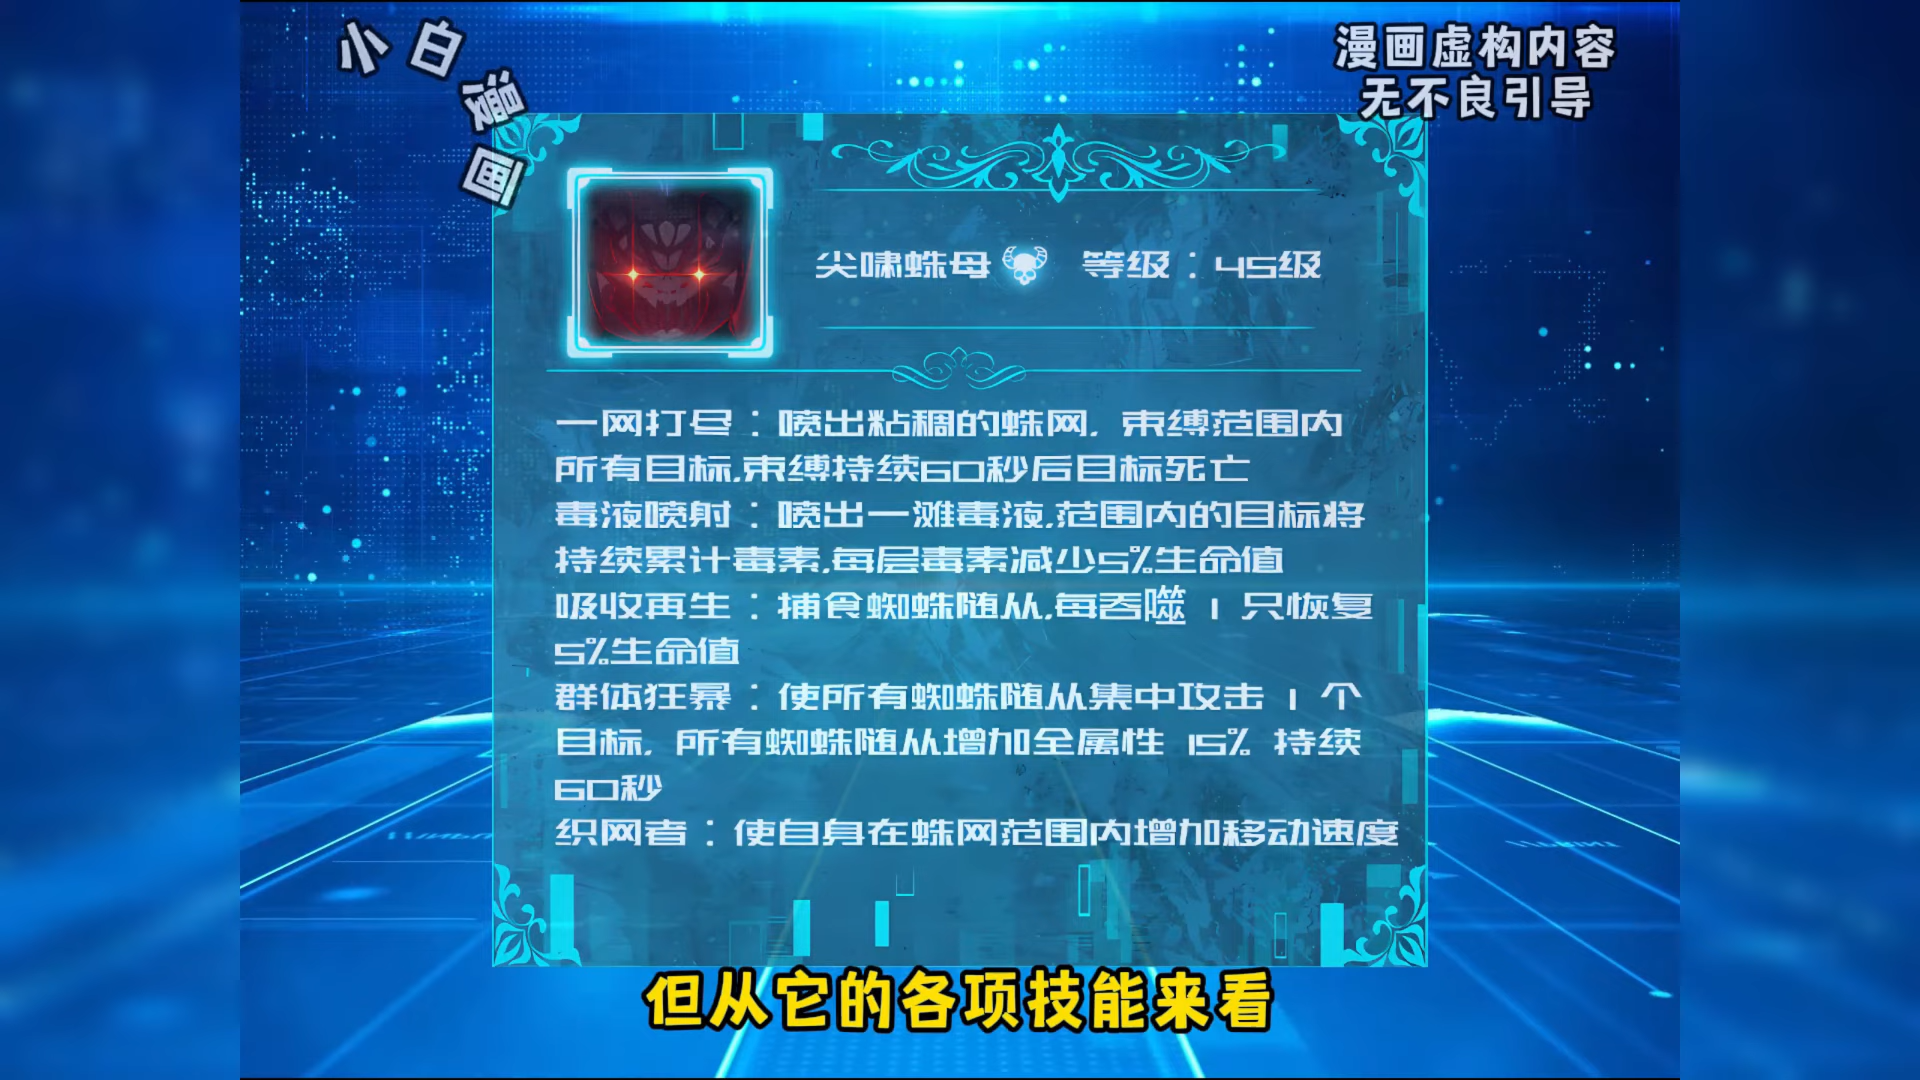 小白漫画
漫画虚构内容
无不良引导
尖啸蛛母 等级：45级
一网打尽：喷出粘稠的蛛网，束缚范围内
所有目标,束缚持续60秒后目标死亡
毒液喷射：喷出一滩毒液,范围内的目标将
持续累计毒素,每层毒素减少5%生命值
吸收再生：捕食蜘蛛随从,每吞噬 1 只恢复
5%生命值
群体狂暴：使所有蜘蛛随从集中攻击 1 个
目标，所有蜘蛛随从增加全属性 15% 持续
60秒
织网者：使自身在蛛网范围内增加移动速度
但从它的各项技能来看